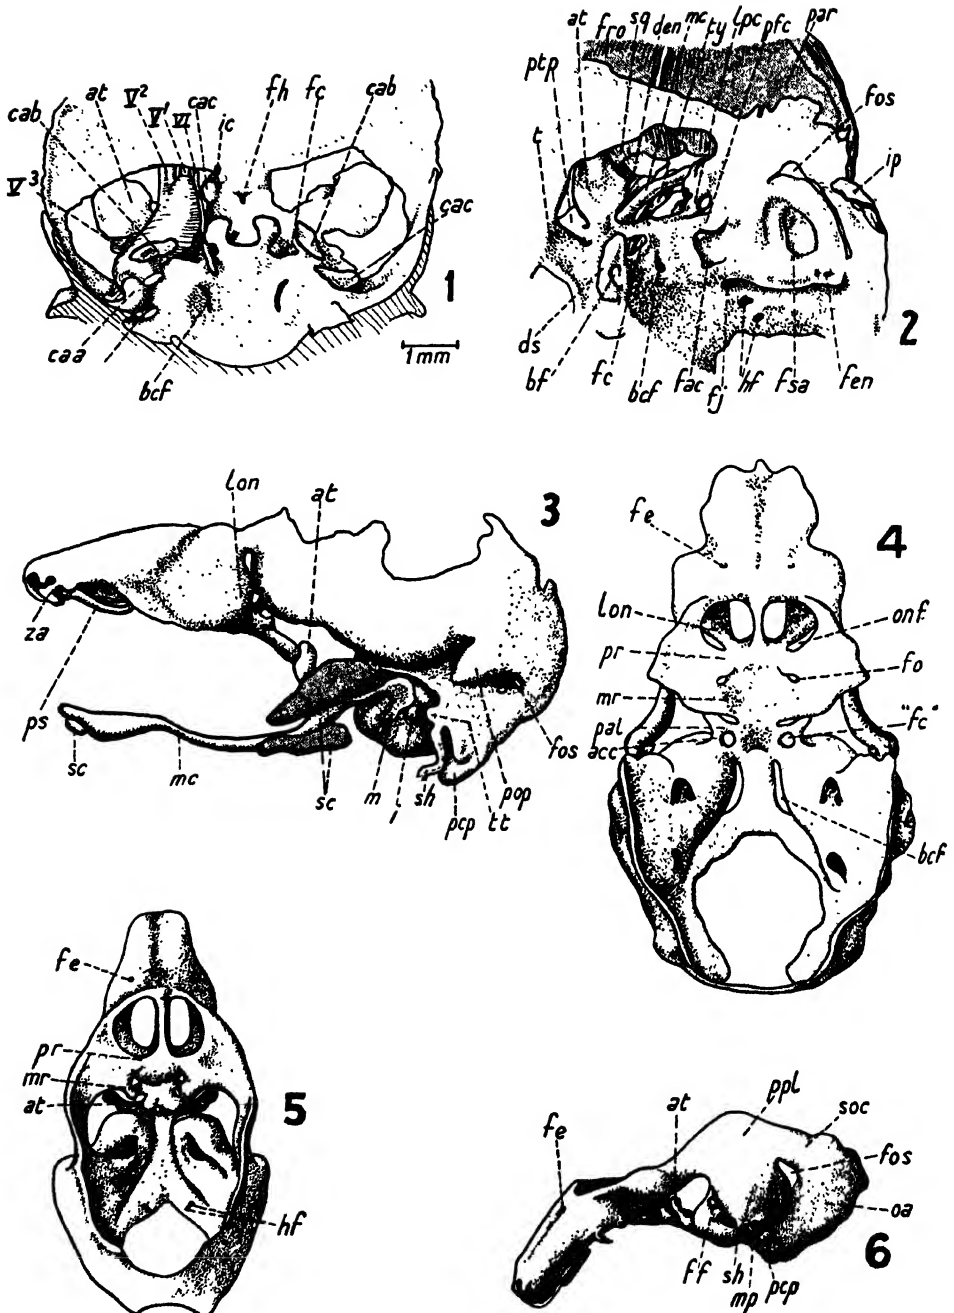 cab at V² V¹ VI cac ic fh fc cab
V³
cac
1
caa
bcf
1mm
at fro sq den mc ty lpc pfc par
ptp
fos
t
ip
2
ds
bf fc bcf fac fj hf fsa fen
lon at
3
za
ps
sc mc sc m i sh pcp tt pop fos
4
fe
lon onf
pr fo
mr
pal "fc"
acc
bcf
fe
pr
mr
at
5
hf
fe at ppl soc
fos
oa
6
ff sh mp pcp